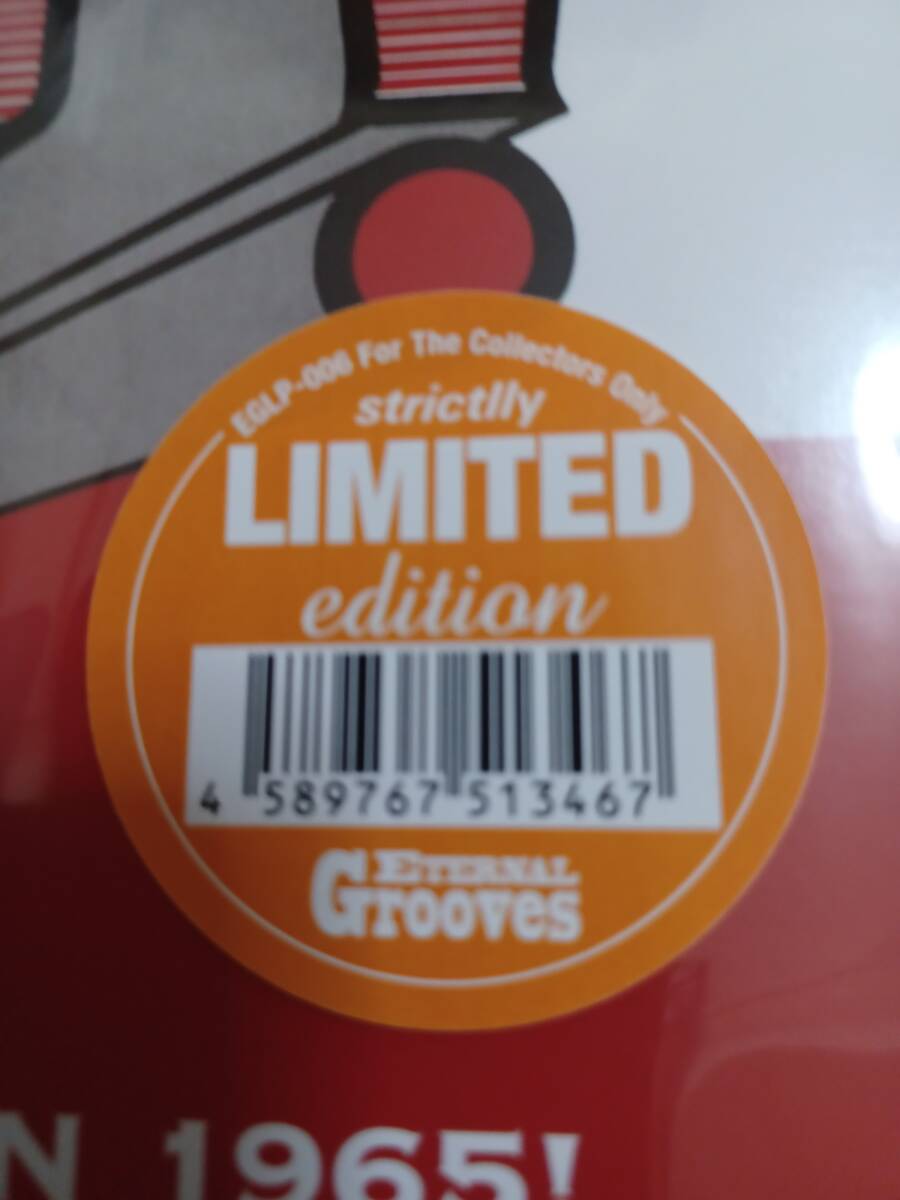 EGLP-006 For The Collectors Only
strictlly
LIMITED
edition
4 589767 513467
ETERNAL
Grooves
N 1965!